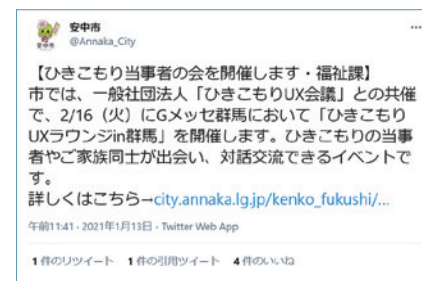 安中市
@Annaka_City
【ひきこもり当事者の会を開催します・福祉課】
市では、一般社団法人「ひきこもりUX会議」との共催
で、2/16（火）にGメッセ群馬において「ひきこもり
UXラウンジin群馬」を開催します。ひきこもりの当事
者やご家族同士が出会い、対話交流できるイベントで
す。
詳しくはこちら→city.annaka.lg.jp/kenko_fukushi/...
午前11:41 · 2021年1月13日 · Twitter Web App
1 件のリツイート 1 件の引用ツイート 4 件のいいね